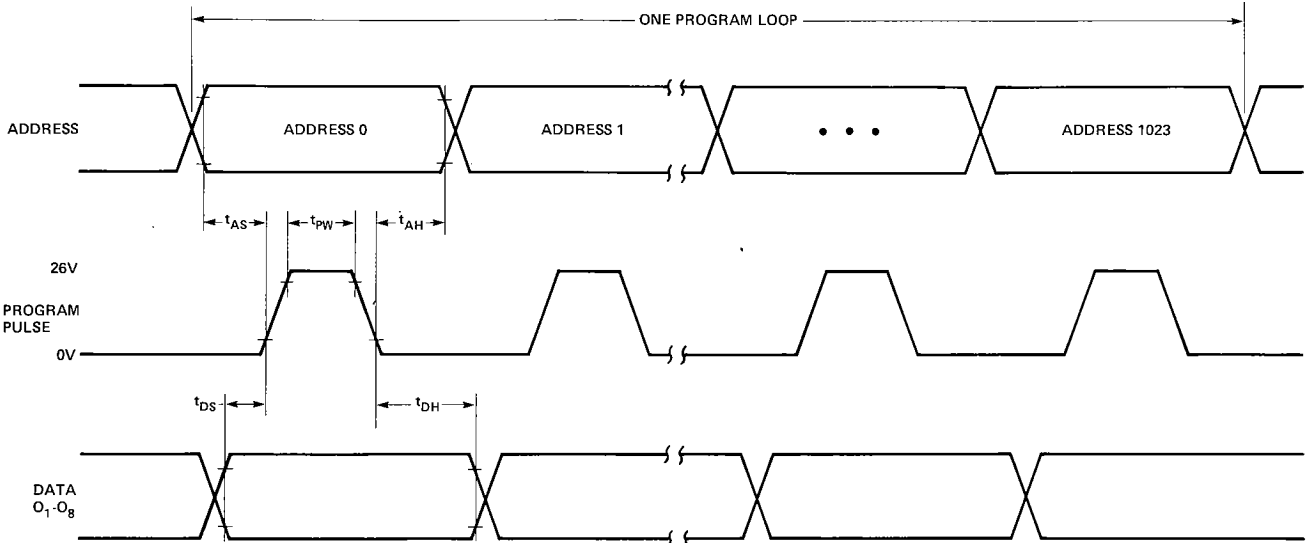 ONE PROGRAM LOOP
ADDRESS
ADDRESS 0
ADDRESS 1
• • •
ADDRESS 1023
tAS
tPW
tAH
26V
PROGRAM
PULSE
0V
tDS
tDH
DATA
O1-O8